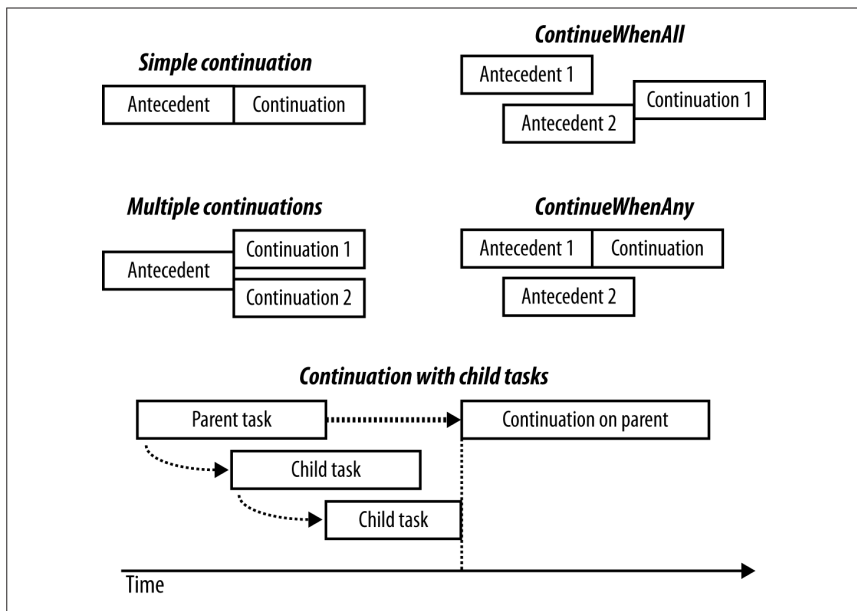 Simple continuation
Antecedent
Continuation
ContinueWhenAll
Antecedent 1
Continuation 1
Antecedent 2
Multiple continuations
Continuation 1
Antecedent
Continuation 2
ContinueWhenAny
Antecedent 1
Continuation
Antecedent 2
Continuation with child tasks
Parent task
Continuation on parent
Child task
Child task
Time